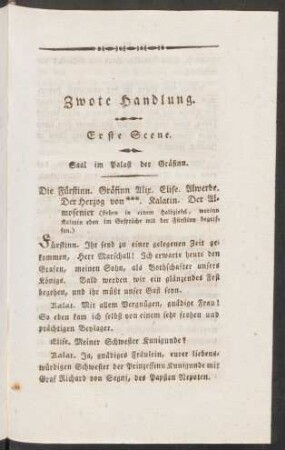 Zwote Handlung.
Erste Scene.
Saal im Palast der Gräfinn.
Die Fürstinn. Gräfinn Alix. Elise. Alwerde.
Der Herzog von ***. Kalatin. Der Al-
mosenier (stehen in einem Halbzirkel, worinn
Kalatin eben im Gespräche mit der Fürstinn begrif-
fen.)
Fürstinn. Ihr seyd zu einer gelegenen Zeit ge-
kommen, Herr Marschall! Ich erwarte heute den
Grafen, meinen Sohn, als Bothschafter unsers
Königs. Bald werden wir ein glänzendes Fest
begehen, und ihr müßt unser Gast seyn.
Kalat. Mit allem Vergnügen, gnädige Frau!
So eben kam ich selbst von einem sehr frohen und
prächtigen Beylager.
Elise. Meiner Schwester Kunigunde?
Kalat. Ja, gnädiges Fräulein, eurer liebens-
würdigen Schwester der Prinzessinn Kunigunde mit
Graf Richard von Segni, des Papsten Nepoten.